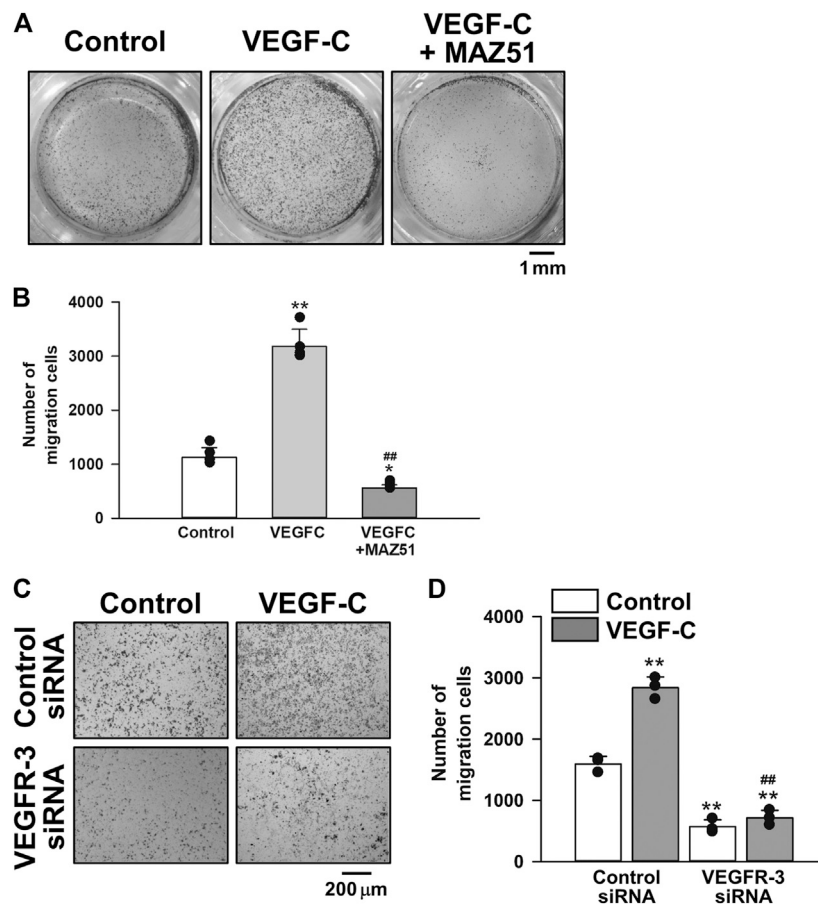 A
Control
VEGF-C
VEGF-C
+ MAZ51
1 mm
B
Number of
migration cells
4000
3000
2000
1000
0
**
##
*
Control
VEGFC
VEGFC
+MAZ51
C
Control
VEGF-C
Control
siRNA
VEGFR-3
siRNA
200 µm
D
Control
VEGF-C
Number of
migration cells
4000
3000
2000
1000
0
**
**
##
**
Control
siRNA
VEGFR-3
siRNA